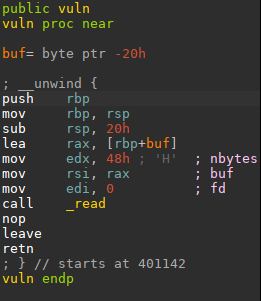 public vuln
vuln proc near
buf= byte ptr -20h
; __unwind {
push rbp
mov rbp, rsp
sub rsp, 20h
lea rax, [rbp+buf]
mov edx, 48h ; 'H' ; nbytes
mov rsi, rax ; buf
mov edi, 0 ; fd
call _read
nop
leave
retn
; } // starts at 401142
vuln endp